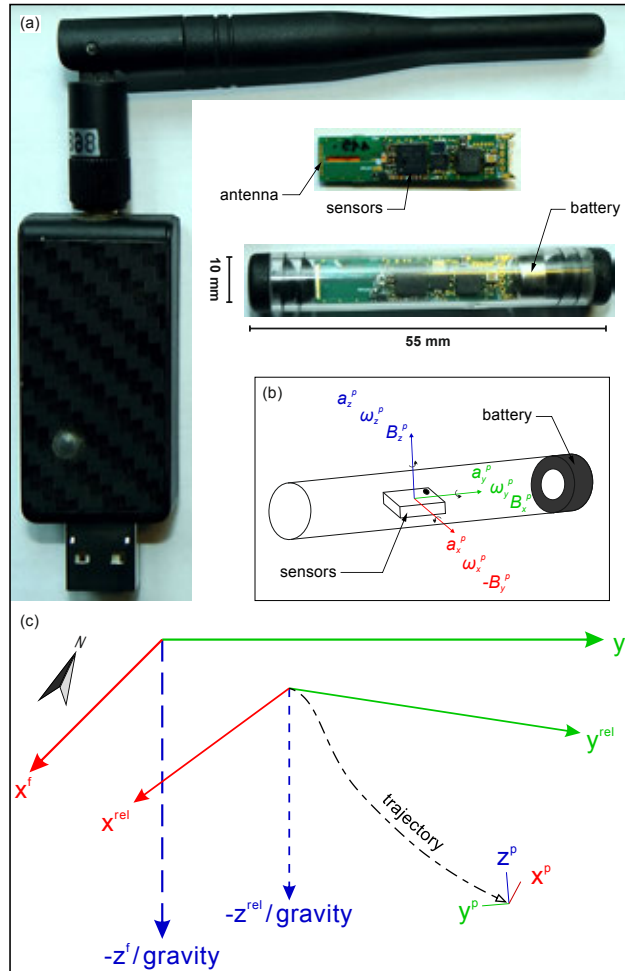 (a)
898
antenna
sensors
battery
10 mm
55 mm
(b)
a_z^p
ω_z^p
B_z^p
battery
a_y^p
ω_y^p
B_x^p
a_x^p
ω_x^p
-B_y^p
sensors
(c)
N
y
x^f
y^rel
x^rel
trajectory
z^p
x^p
y^p
-z^rel/gravity
-z^f/gravity